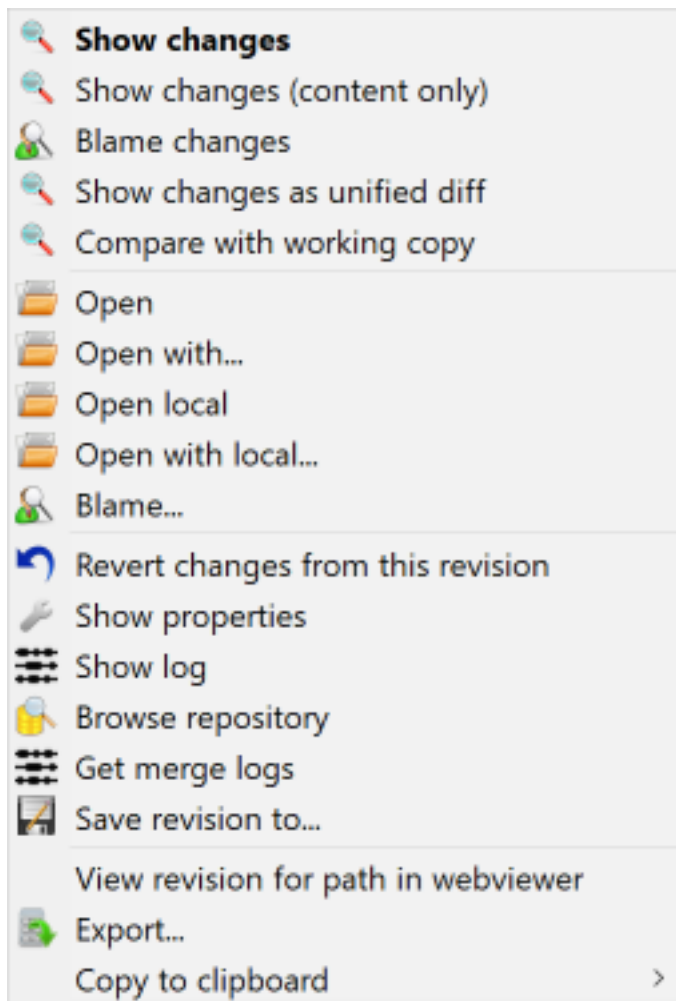 Show changes
Show changes (content only)
Blame changes
Show changes as unified diff
Compare with working copy
Open
Open with...
Open local
Open with local...
Blame...
Revert changes from this revision
Show properties
Show log
Browse repository
Get merge logs
Save revision to...
View revision for path in webviewer
Export...
Copy to clipboard